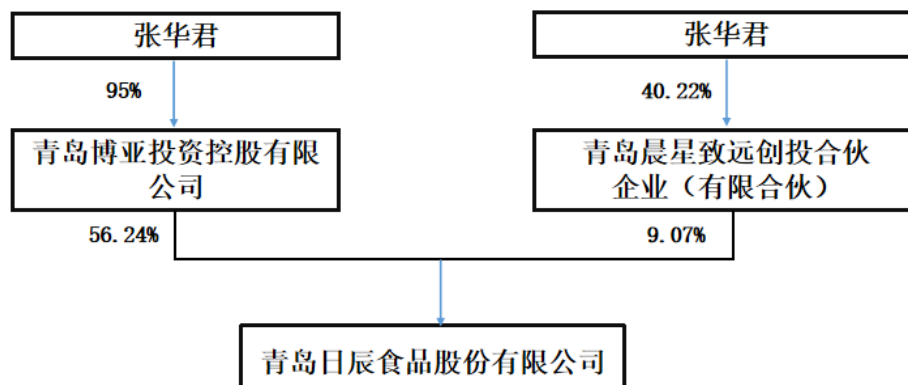 张华君
张华君
95%
40.22%
青岛博亚投资控股有限
公司
青岛晨星致远创投合伙
企业（有限合伙）
56.24%
9.07%
青岛日辰食品股份有限公司